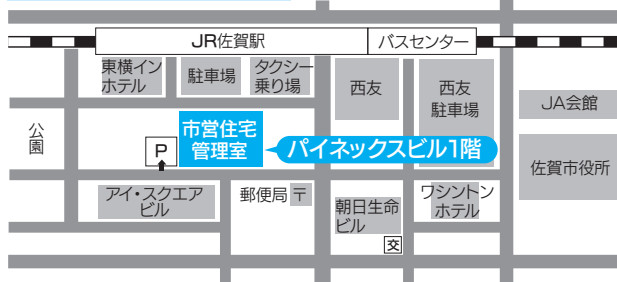 JR佐賀駅
バスセンター
東横イン
ホテル
駐車場
タクシー
乗り場
西友
西友
駐車場
JA会館
公園
P
市営住宅
管理室
パイネックスビル1階
佐賀市役所
アイ・スクエア
ビル
郵便局 〒
朝日生命
ビル
交
ワシントン
ホテル